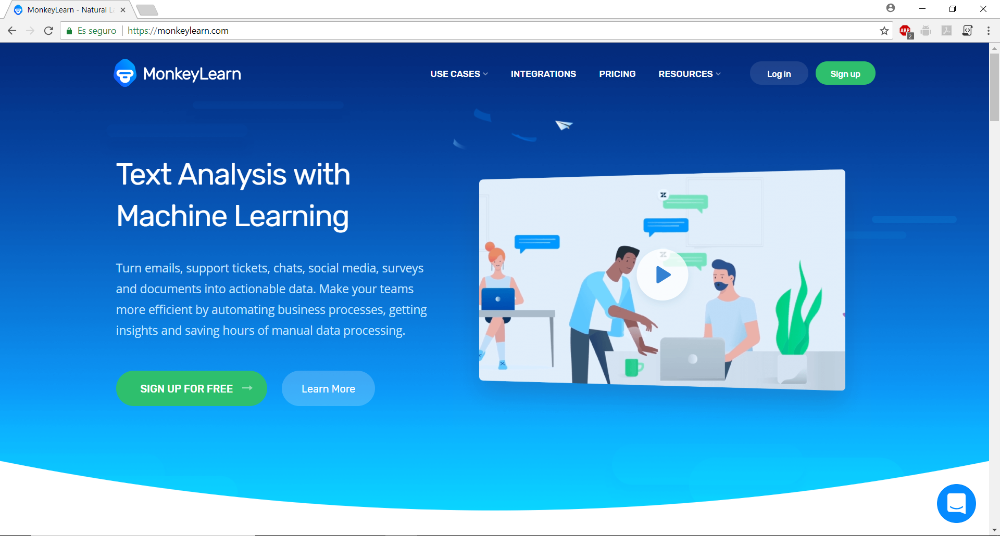 MonkeyLearn - Natural L
Es seguro
https://monkeylearn.com
ABP
2
MonkeyLearn
USE CASES
INTEGRATIONS
PRICING
RESOURCES
Log in
Sign up
Text Analysis with
Machine Learning
Turn emails, support tickets, chats, social media, surveys
and documents into actionable data. Make your teams
more efficient by automating business processes, getting
insights and saving hours of manual data processing.
SIGN UP FOR FREE →
Learn More